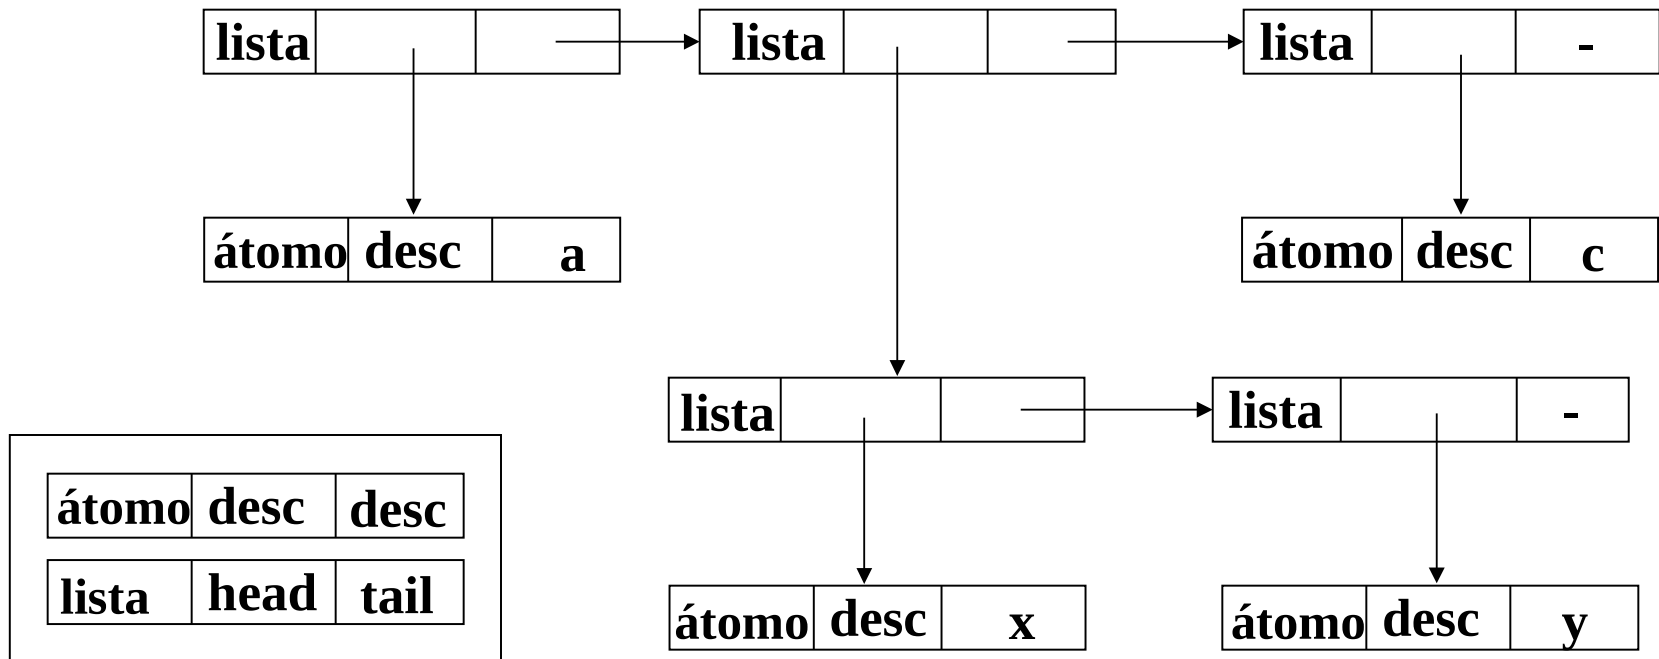 lista lista lista -
átomo desc a átomo desc c
lista lista -
átomo desc desc
lista head tail
átomo desc x átomo desc y